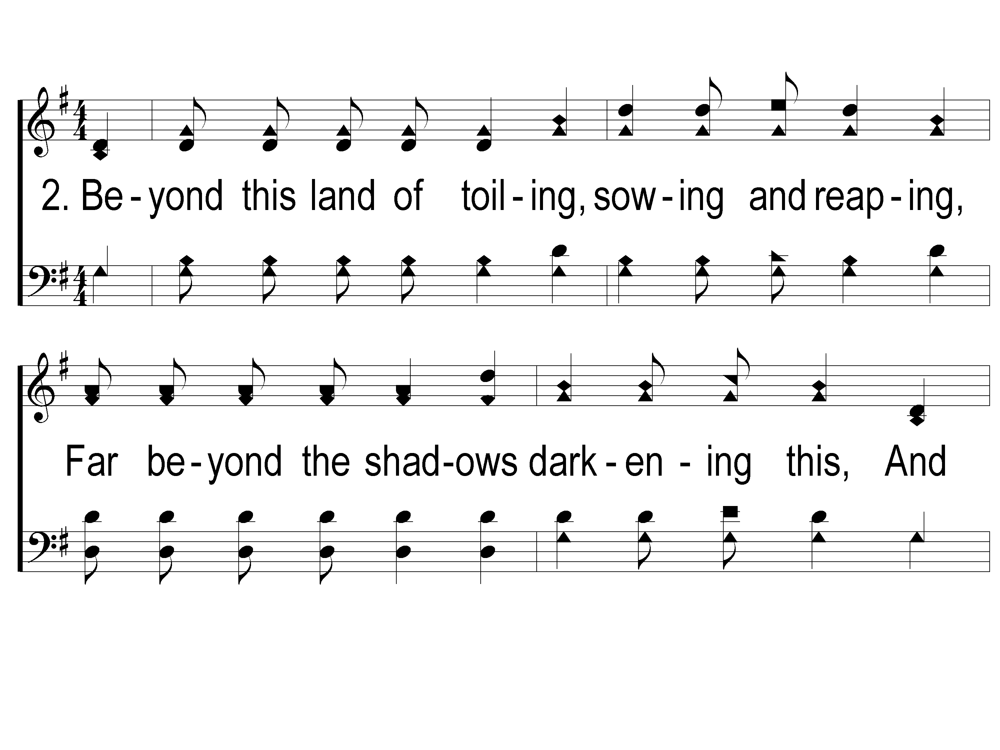 2. Be - yond this land of toil - ing, sow - ing and reap - ing,
Far be - yond the shad - ows dark - en - ing this, And